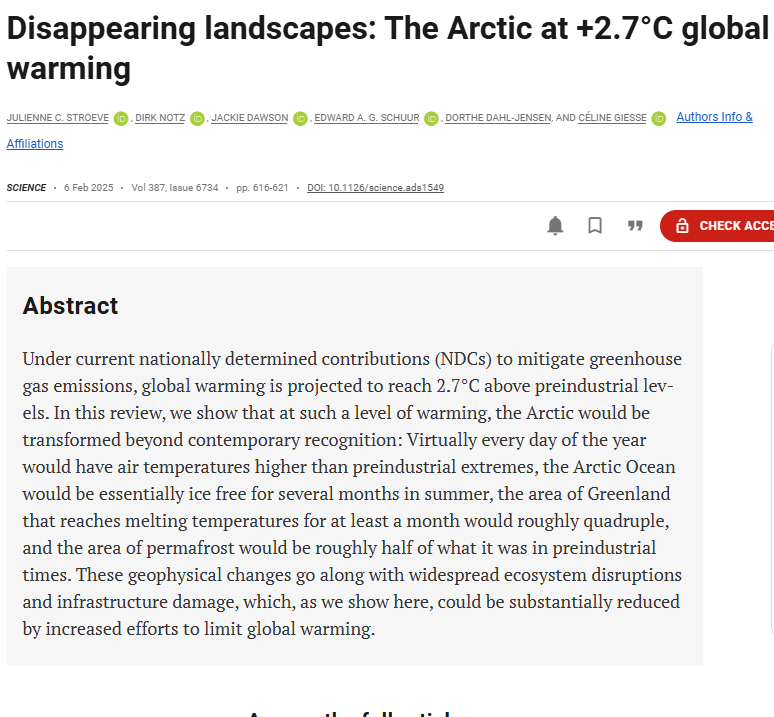 Disappearing landscapes: The Arctic at +2.7°C global
warming
JULIENNE C. STROEVE iD, DIRK NOTZ iD, JACKIE DAWSON iD, EDWARD A. G. SCHUUR iD, DORTHE DAHL-JENSEN, AND CÉLINE GIESSE iD Authors Info &
Affiliations
SCIENCE · 6 Feb 2025 · Vol 387, Issue 6734 · pp. 616-621 · DOI: 10.1126/science.ads1549
CHECK ACCE
Abstract
Under current nationally determined contributions (NDCs) to mitigate greenhouse
gas emissions, global warming is projected to reach 2.7°C above preindustrial lev-
els. In this review, we show that at such a level of warming, the Arctic would be
transformed beyond contemporary recognition: Virtually every day of the year
would have air temperatures higher than preindustrial extremes, the Arctic Ocean
would be essentially ice free for several months in summer, the area of Greenland
that reaches melting temperatures for at least a month would roughly quadruple,
and the area of permafrost would be roughly half of what it was in preindustrial
times. These geophysical changes go along with widespread ecosystem disruptions
and infrastructure damage, which, as we show here, could be substantially reduced
by increased efforts to limit global warming.